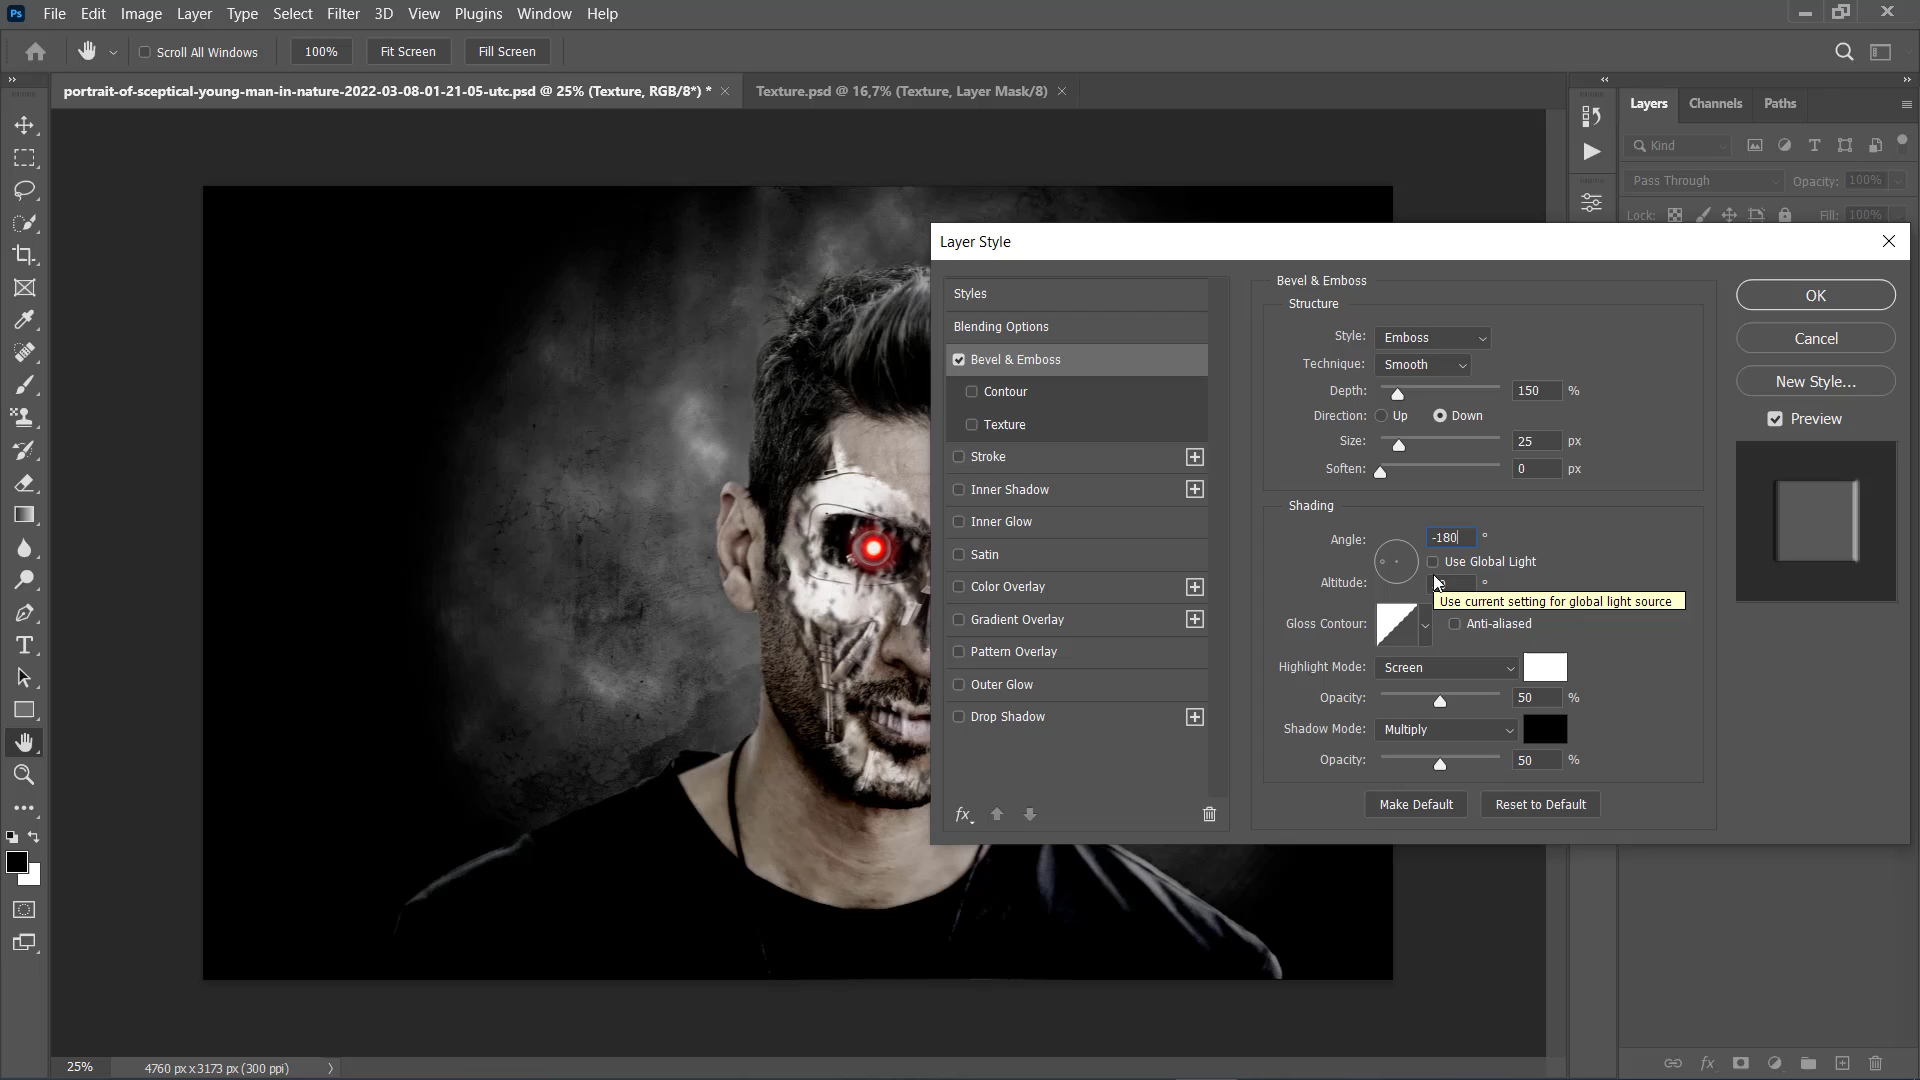 Ps File Edit Image Layer Type Select Filter 3D View Plugins Window Help
Scroll All Windows 100% Fit Screen Fill Screen
portrait-of-sceptical-young-man-in-nature-2022-03-08-01-21-05-utc.psd @ 25% (Texture, RGB/8*) *
Texture.psd @ 16,7% (Texture, Layer Mask/8)
Layers Channels Paths
Kind
Pass Through Opacity: 100%
Lock: Fill: 100%
Layer Style
Styles
Blending Options
Bevel & Emboss
Contour
Texture
Stroke
Inner Shadow
Inner Glow
Satin
Color Overlay
Gradient Overlay
Pattern Overlay
Outer Glow
Drop Shadow
fx
Bevel & Emboss
Structure
Style: Emboss
Technique: Smooth
Depth: 150 %
Direction: Up Down
Size: 25 px
Soften: 0 px
Shading
Angle: -180 °
Use Global Light
Altitude: °
Use current setting for global light source
Gloss Contour: Anti-aliased
Highlight Mode: Screen
Opacity: 50 %
Shadow Mode: Multiply
Opacity: 50 %
Make Default Reset to Default
OK
Cancel
New Style...
Preview
25% 4760 px x 3173 px (300 ppi)
fx